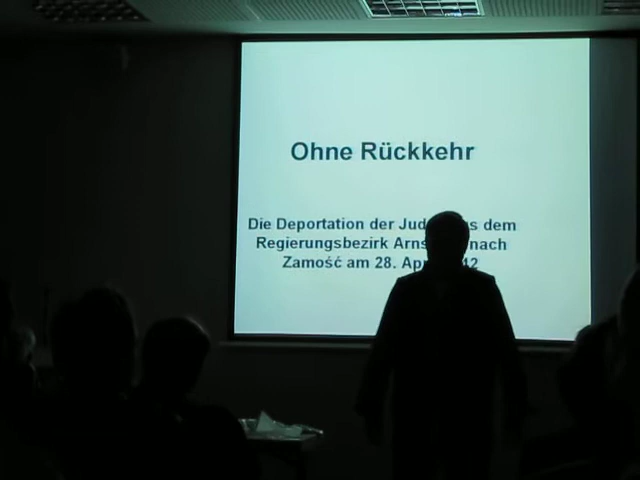 Ohne Rückkehr
Die Deportation der dem
Regierungsbezirk nach
Zamość am 28.